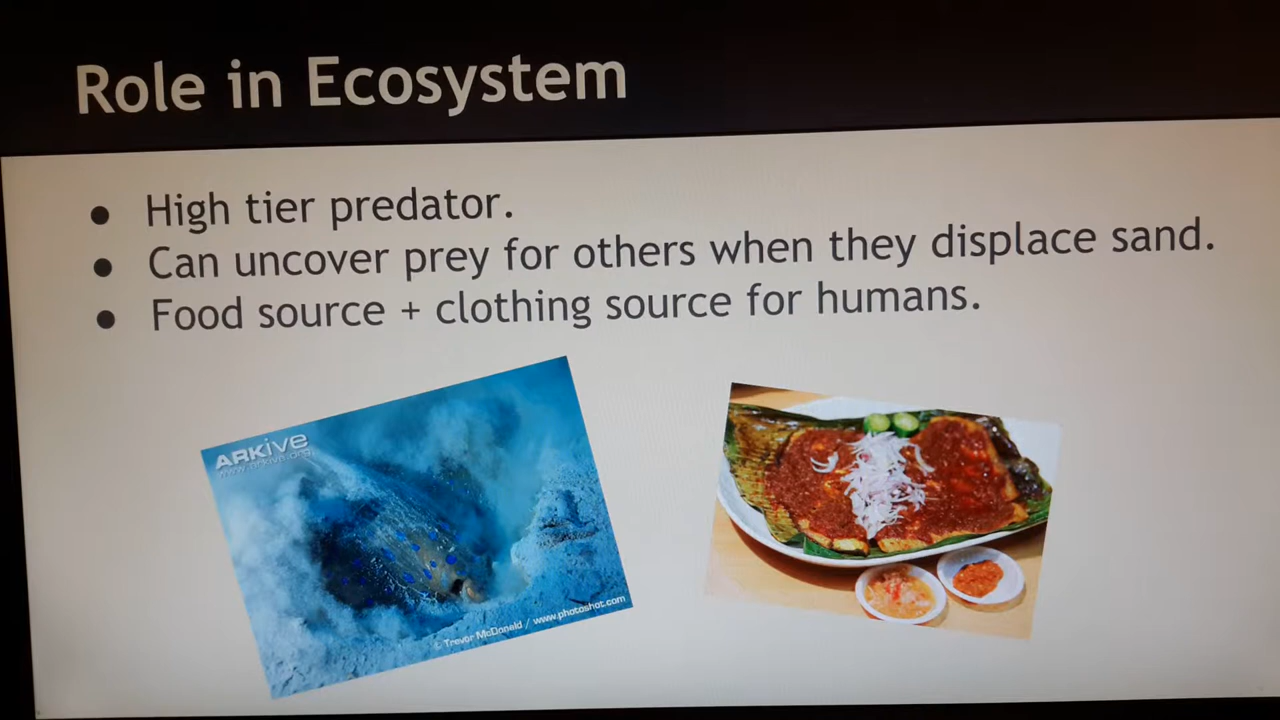 Role in Ecosystem
● High tier predator.
● Can uncover prey for others when they displace sand.
● Food source + clothing source for humans.
ARKive
www.arkive.org
© Trevor McDonald / www.photoshot.com